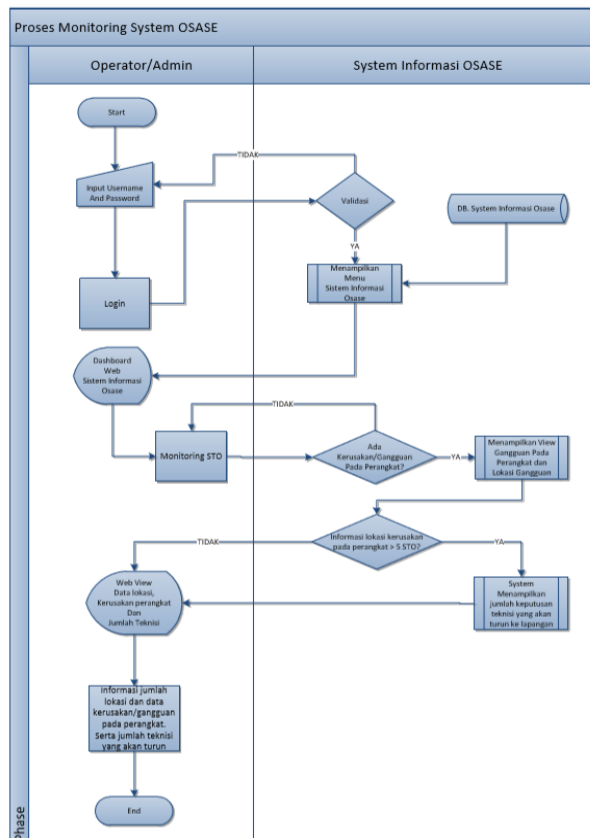 Proses Monitoring System OSASE
Operator/Admin
System Informasi OSASE
Start
TIDAK
Input Username
And Password
Validasi
DB. System Informasi Osase
YA
Menampilkan
Menu
Sistem Informasi
Osase
Login
Dashboard
Web
Sistem Informasi
Osase
TIDAK
Monitoring STO
Ada
Kerusakan/Gangguan
Pada Perangkat?
YA
Menampilkan View
Gangguan Pada
Perangkat dan
Lokasi Gangguan
Informasi lokasi kerusakan
pada perangkat > 5 STO?
TIDAK
YA
Web View
Data lokasi,
Kerusakan perangkat
Dan
Jumlah Teknisi
System
Menampilkan
jumlah keputusan
teknisi yang akan
turun ke lapangan
Informasi jumlah
lokasi dan data
kerusakan/gangguan
pada perangkat.
Serta jumlah teknisi
yang akan turun
End
Phase